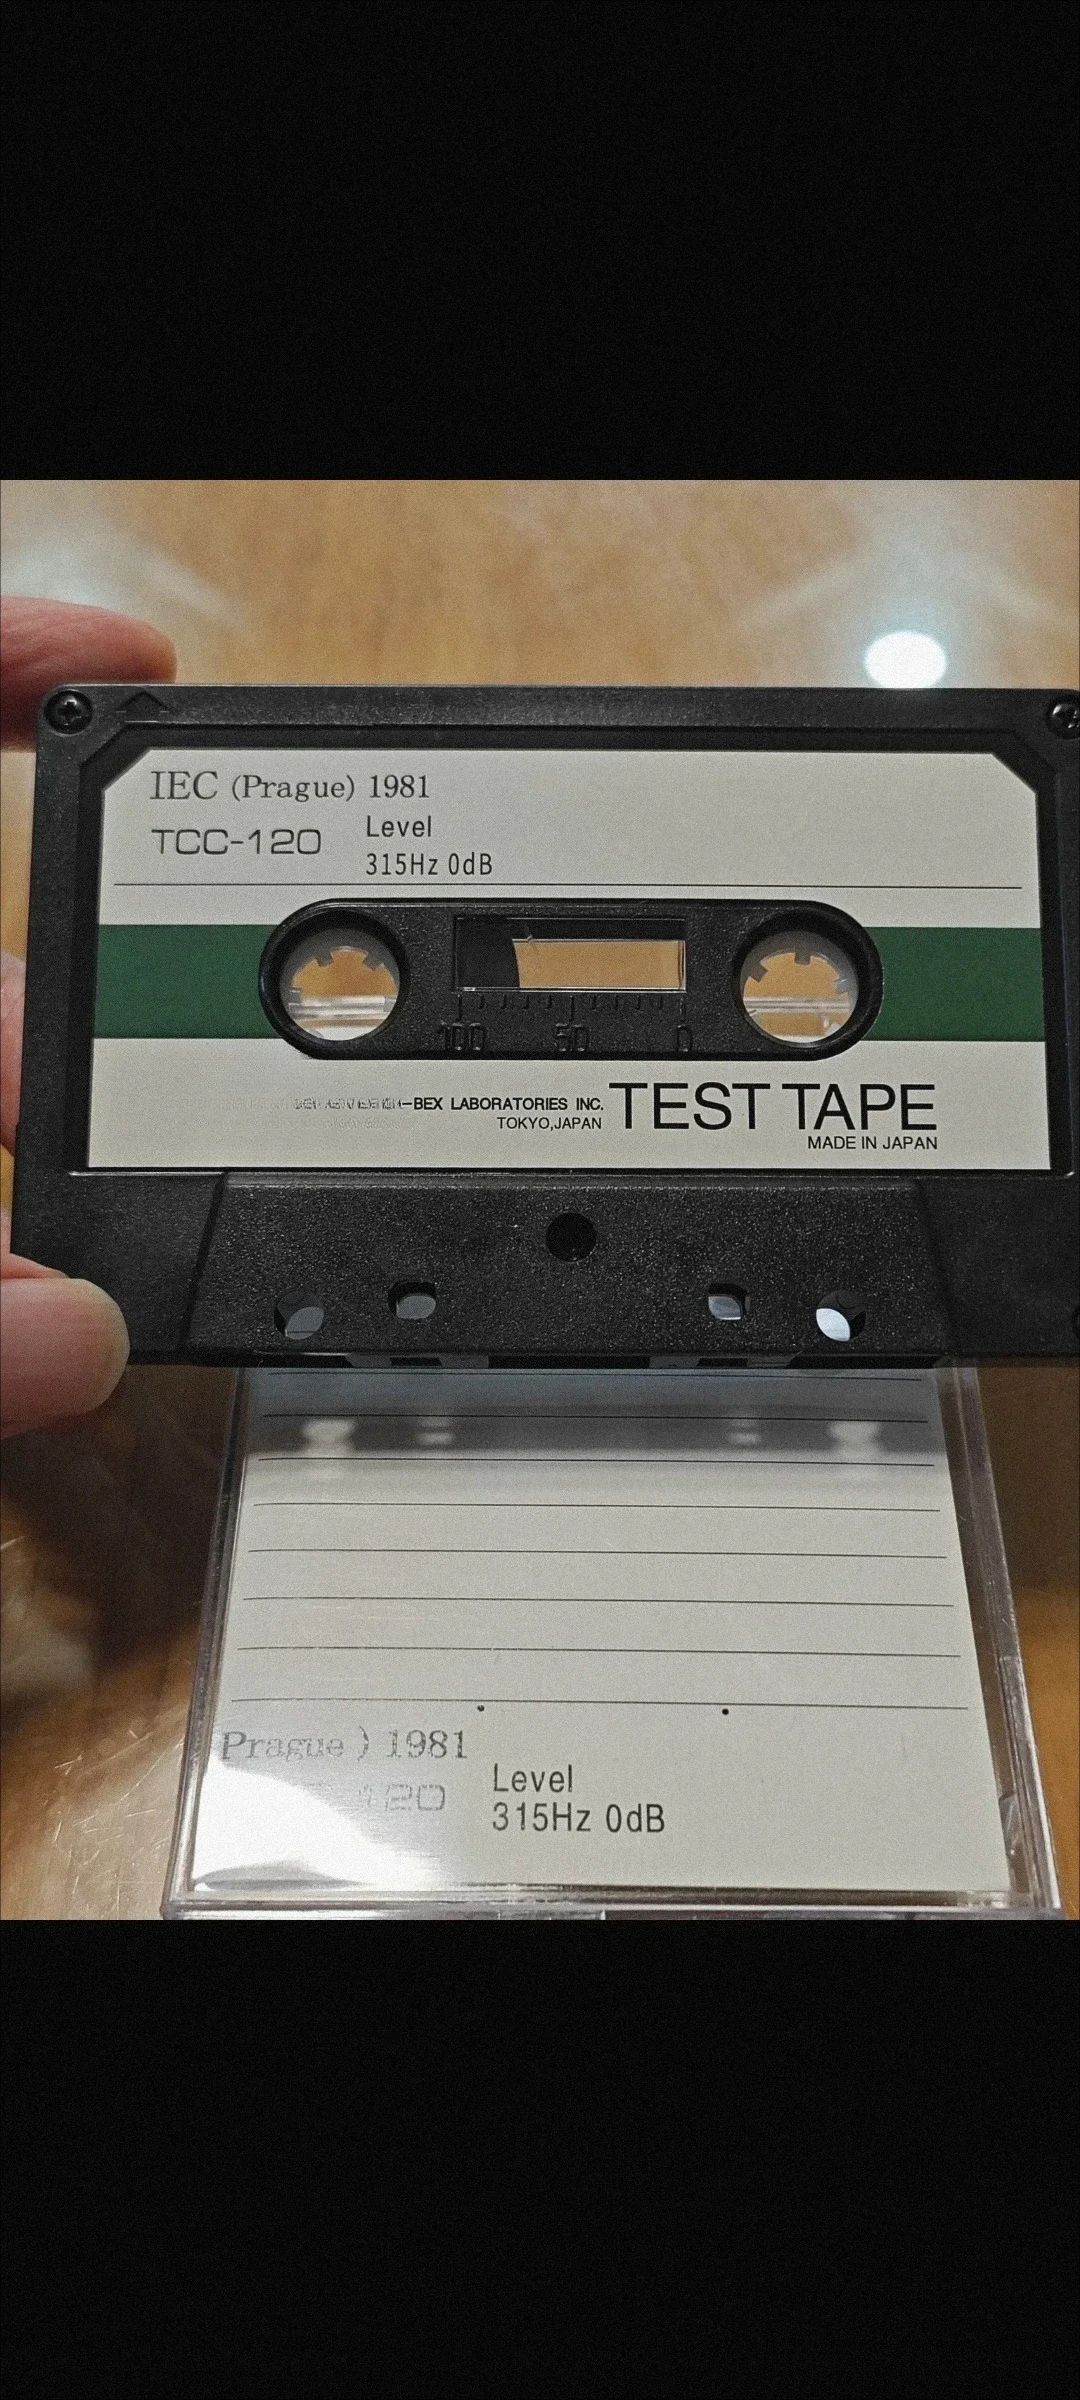 IEC (Prague) 1981
TCC-120
Level
315Hz 0dB
100 50 0
-BEX LABORATORIES INC.
TOKYO,JAPAN
TEST TAPE
MADE IN JAPAN
Prague ) 1981
120
Level
315Hz 0dB